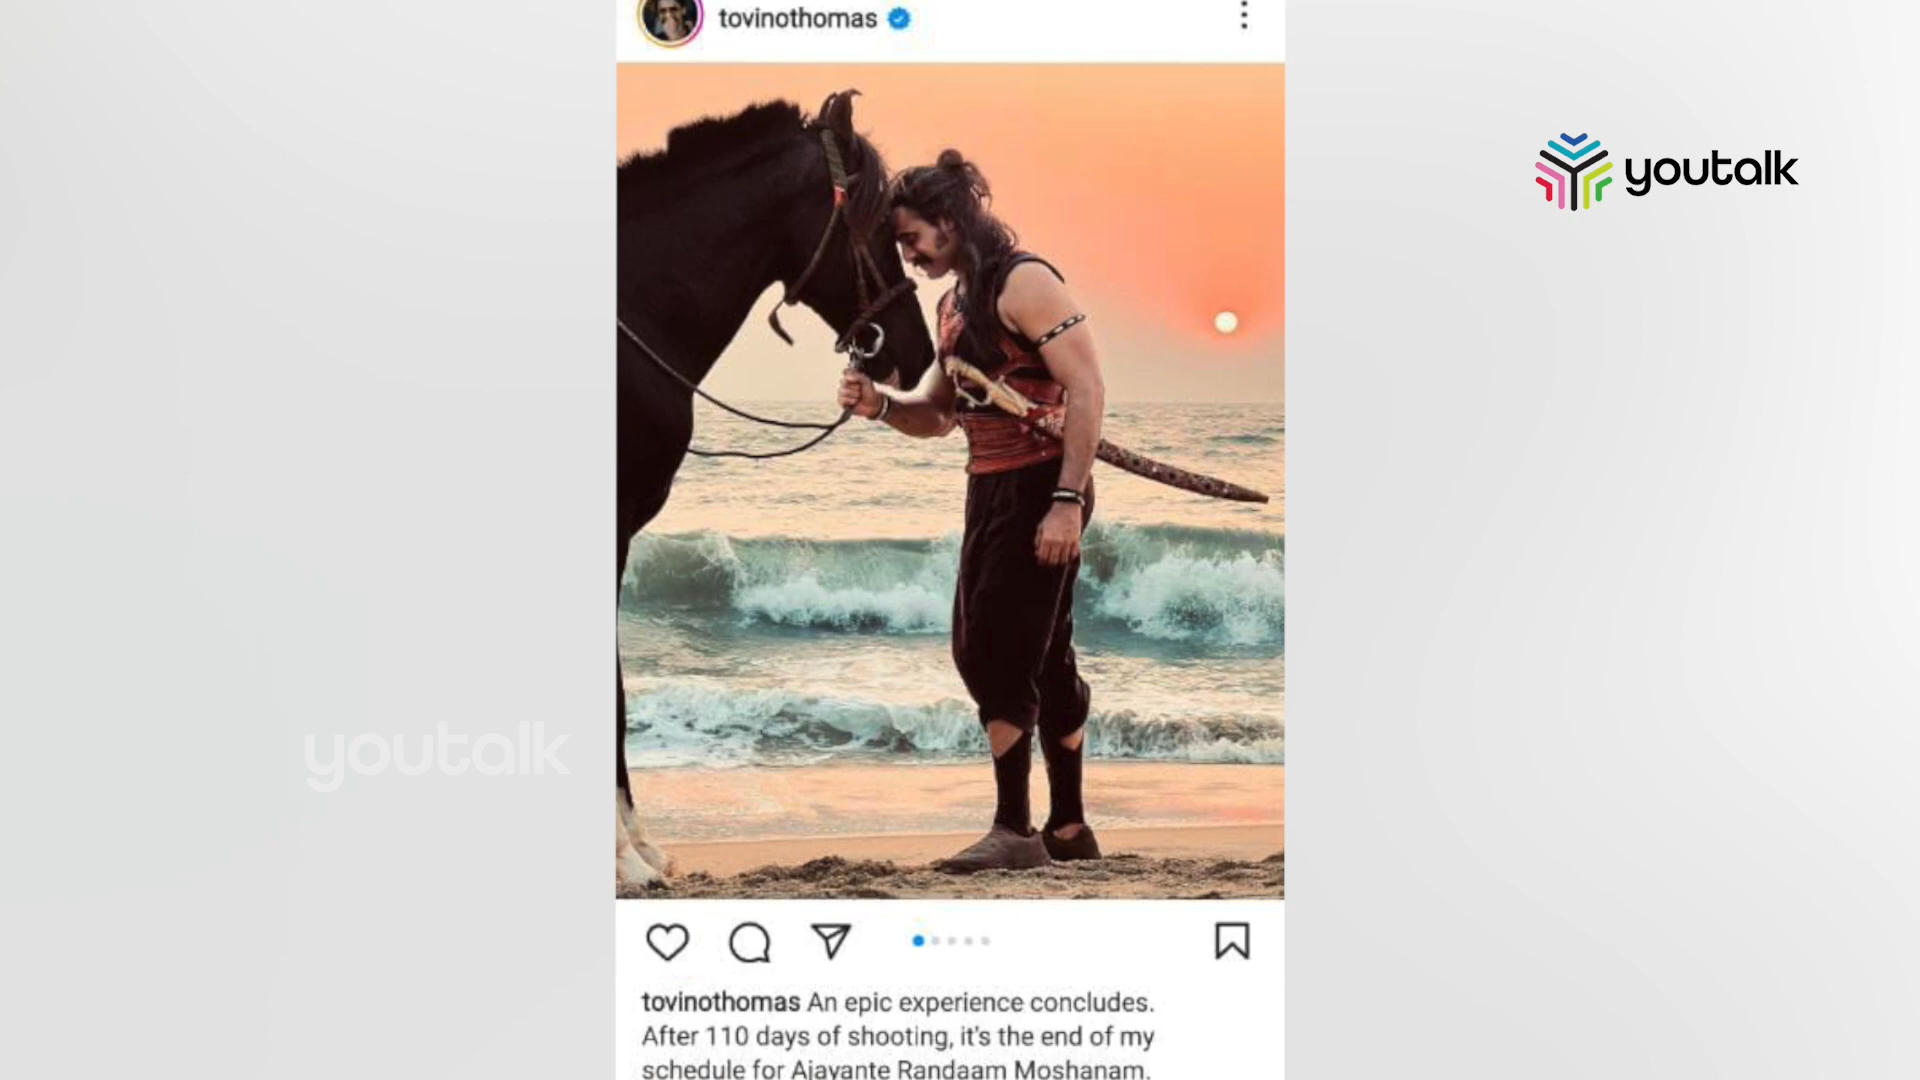 tovinothomas
youtalk
youtalk
tovinothomas An epic experience concludes.
After 110 days of shooting, it's the end of my
schedule for Ajayante Randaam Moshanam.